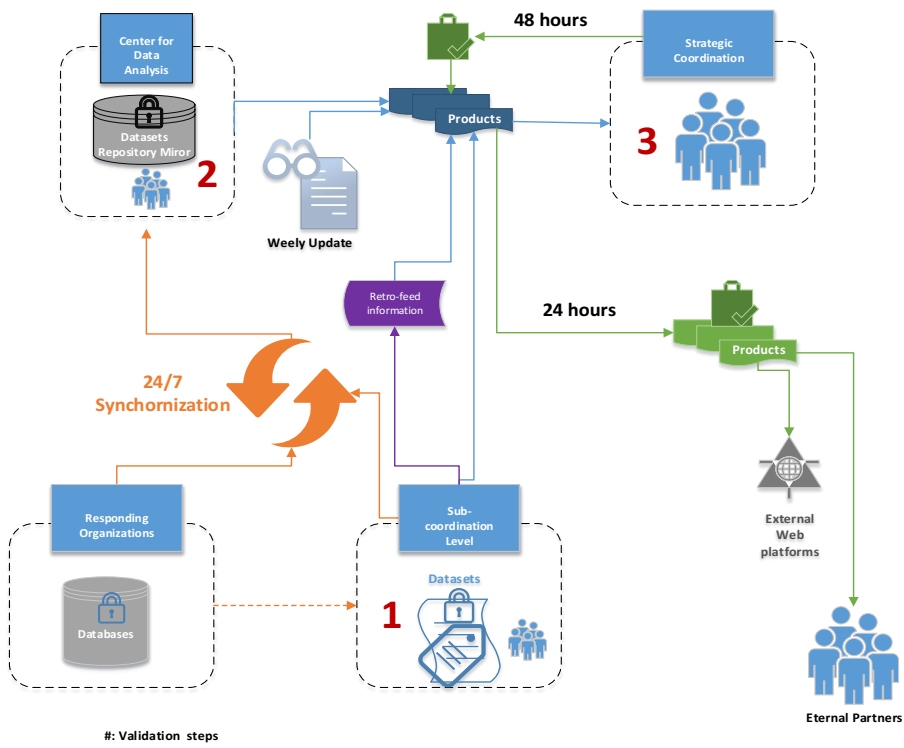 48 hours
Center for
Data
Analysis
Strategic
Coordination
Products
Datasets
Repository Miror
2
3
Weely Update
Retro-feed
information
24 hours
Products
24/7
Synchornization
Responding
Organizations
Sub-
coordination
Level
External
Web
platforms
Datasets
1
Databases
Eternal Partners
#: Validation steps